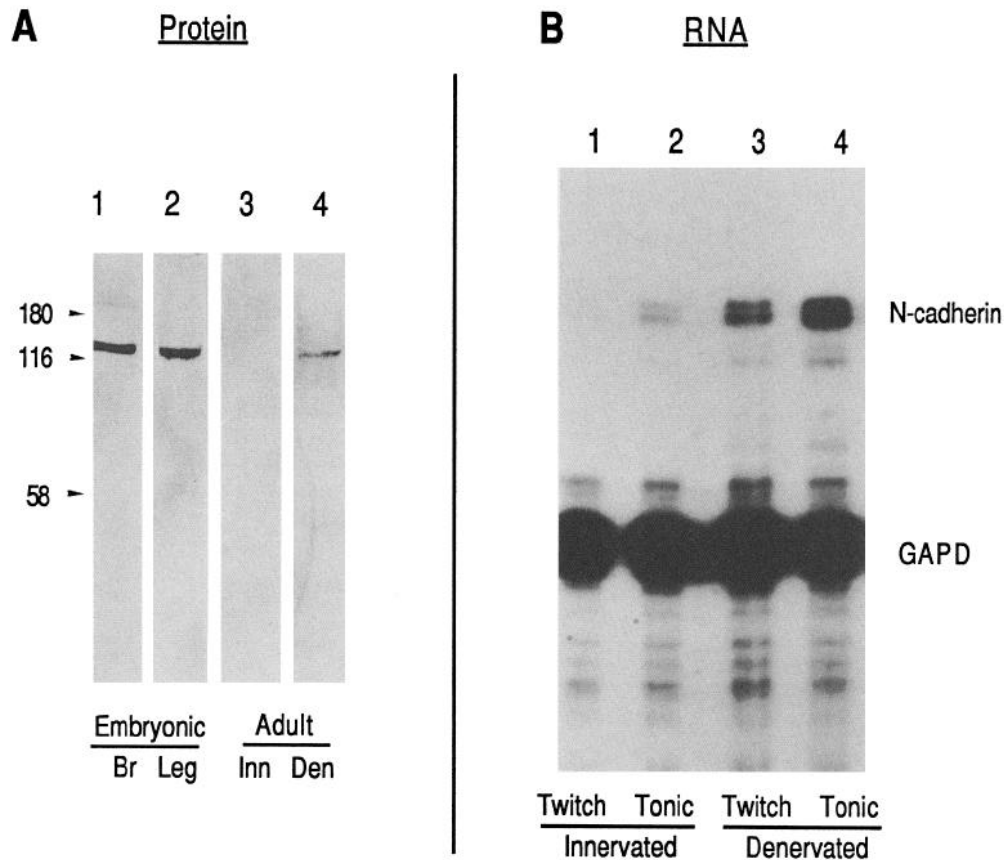 A Protein
1 2 3 4
180
116
58
Embryonic Adult
Br Leg Inn Den
B RNA
1 2 3 4
N-cadherin
GAPD
Twitch Tonic Twitch Tonic
Innervated Denervated